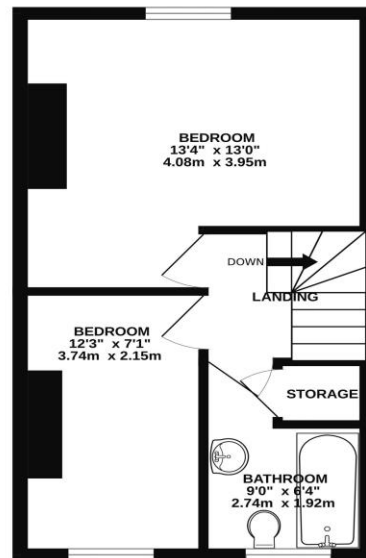 BEDROOM
13'4" x 13'0"
4.08m x 3.95m
DOWN
LANDING
BEDROOM
12'3" x 7'1"
3.74m x 2.15m
STORAGE
BATHROOM
9'0" x 6'4"
2.74m x 1.92m